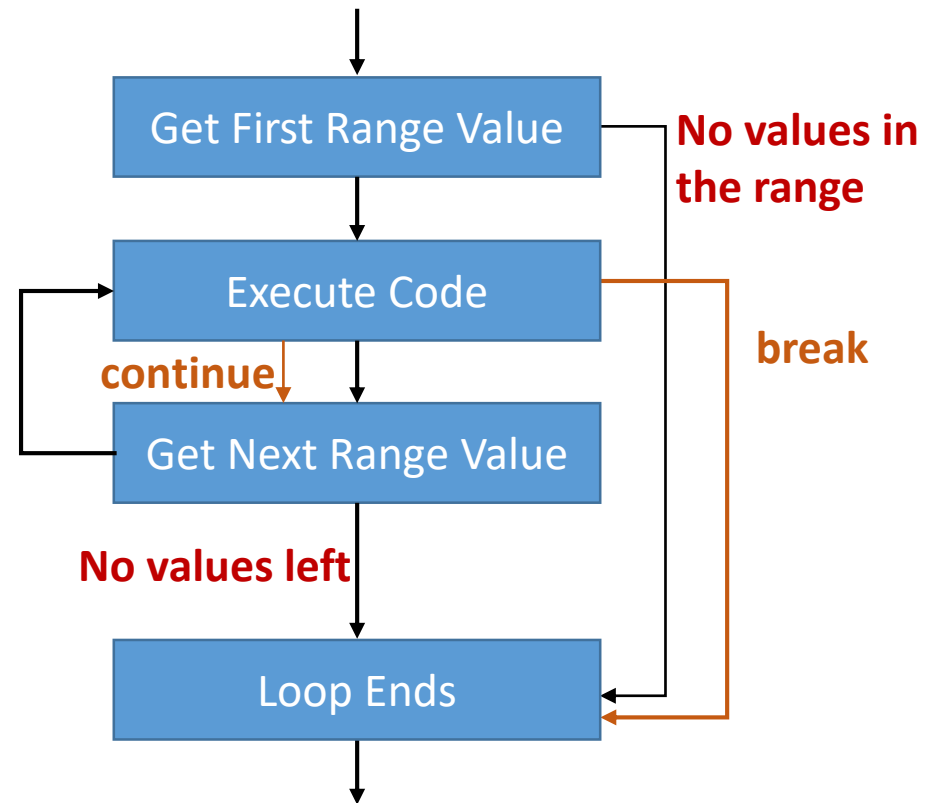 Get First Range Value
No values in
the range
Execute Code
break
continue
Get Next Range Value
No values left
Loop Ends